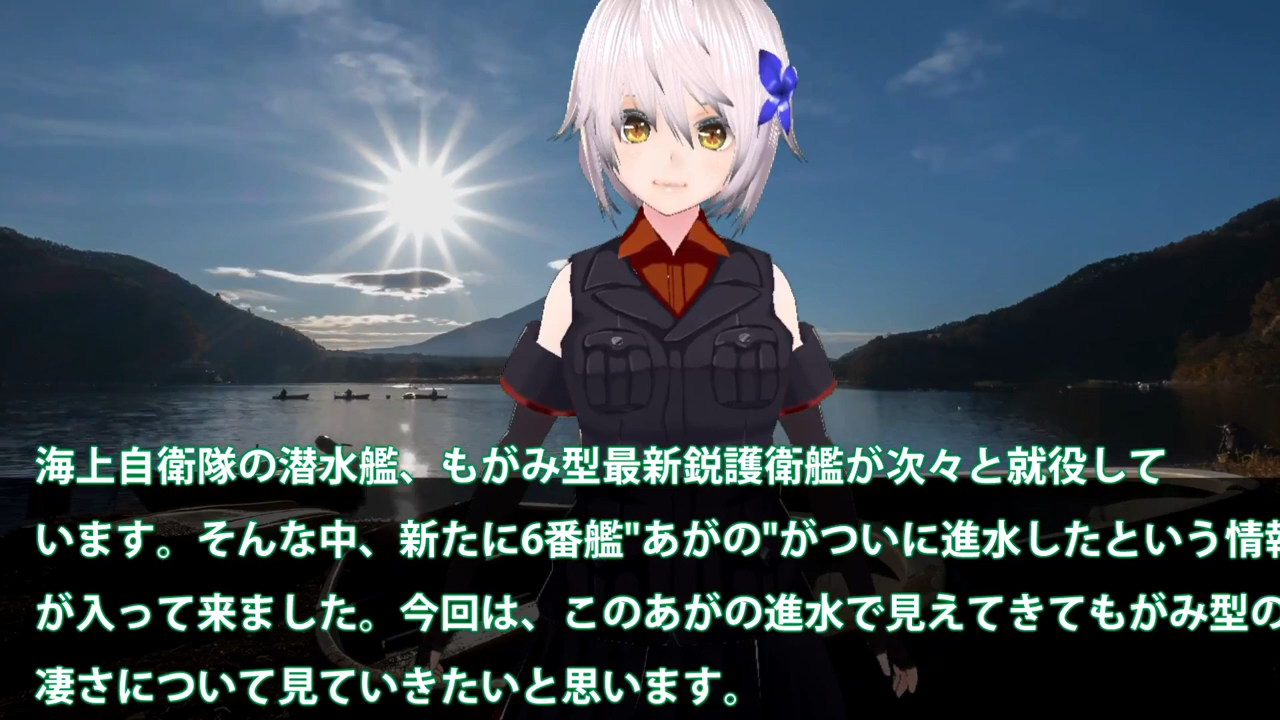 海上自衛隊の潜水艦、もがみ型最新鋭護衛艦が次々と就役して
います。そんな中、新たに6番艦"あがの"がついに進水したという情報
が入って来ました。今回は、このあがの進水で見えてきてもがみ型の
凄さについて見ていきたいと思います。